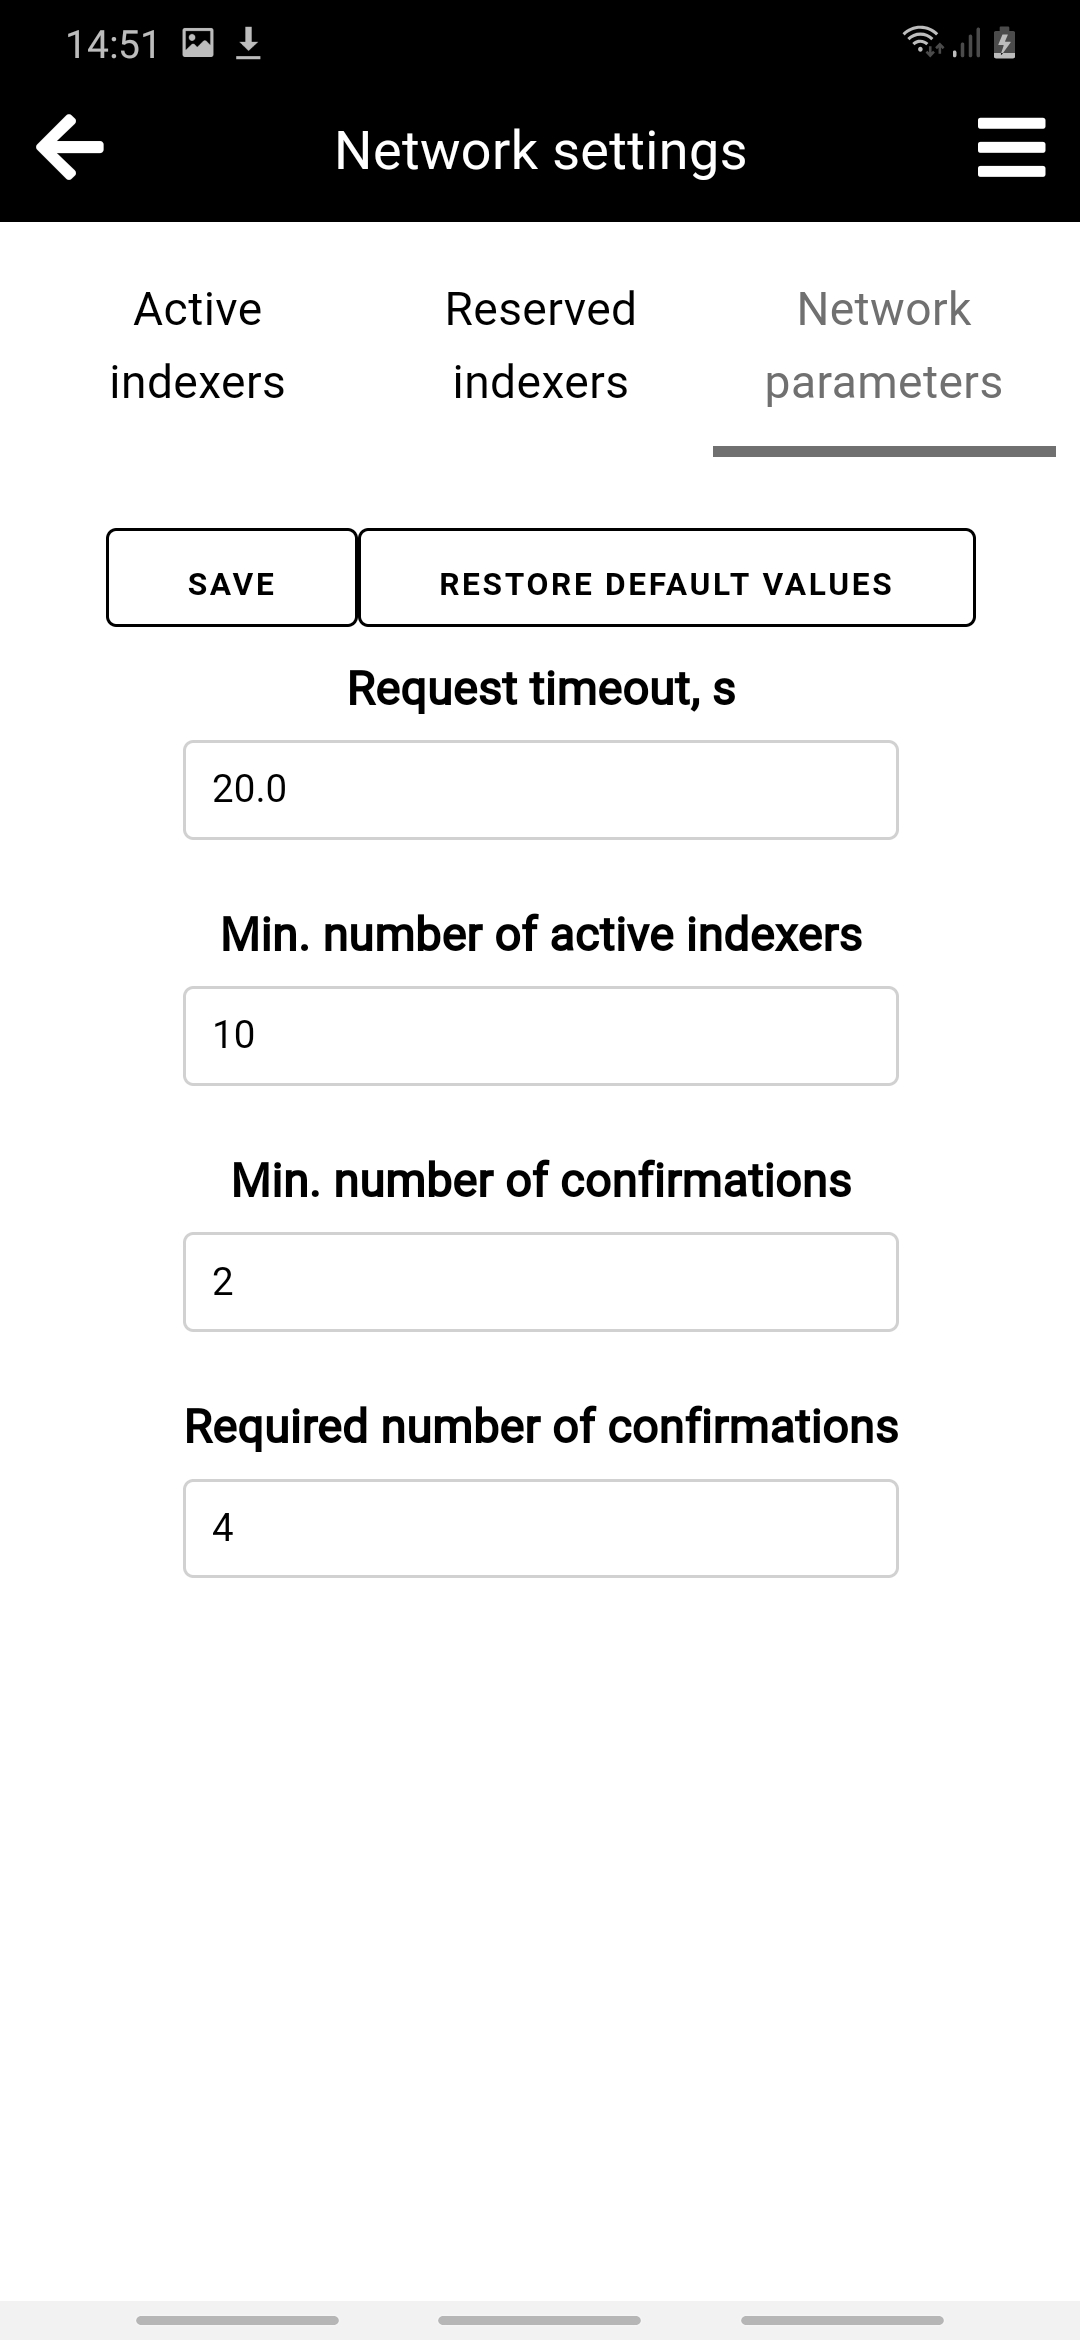 14:51
Network settings
Active
indexers
Reserved
indexers
Network
parameters
SAVE
RESTORE DEFAULT VALUES
Request timeout, s
20.0
Min. number of active indexers
10
Min. number of confirmations
2
Required number of confirmations
4